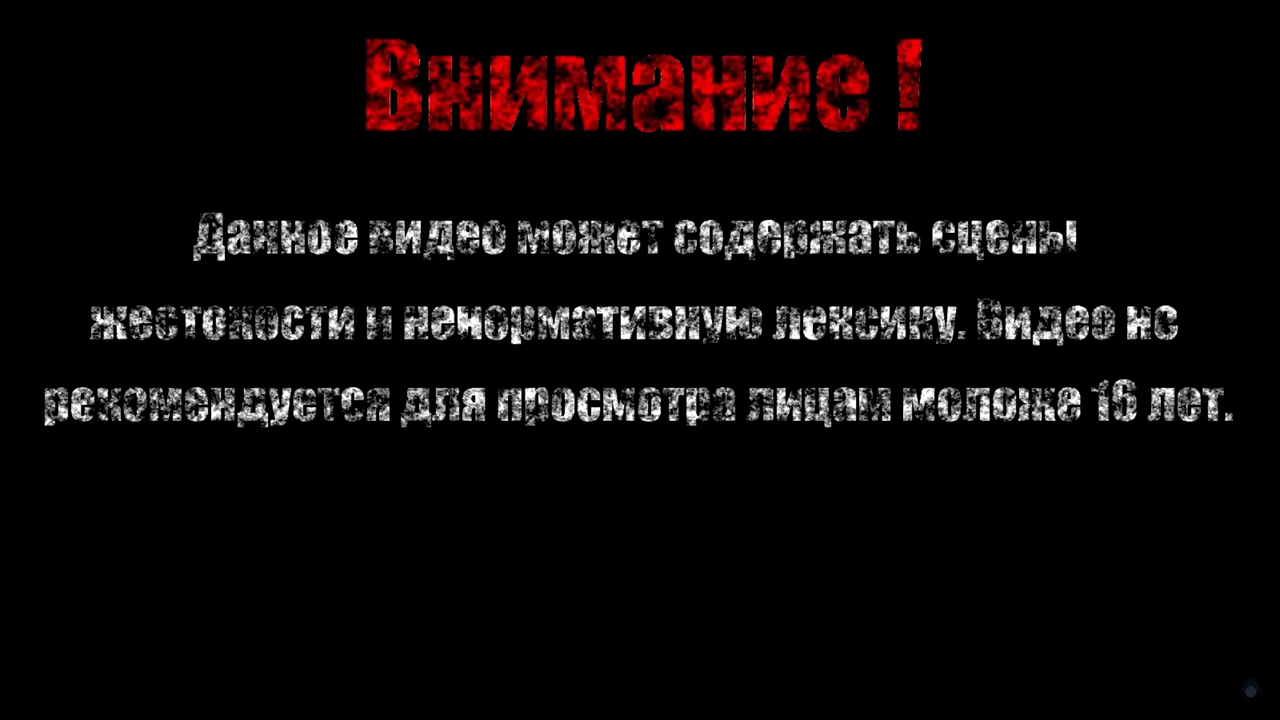 Внимание !
Данное видео может содержать сцены
жестокости и ненормативную лексику. Видео не
рекомендуется для просмотра лицам моложе 16 лет.